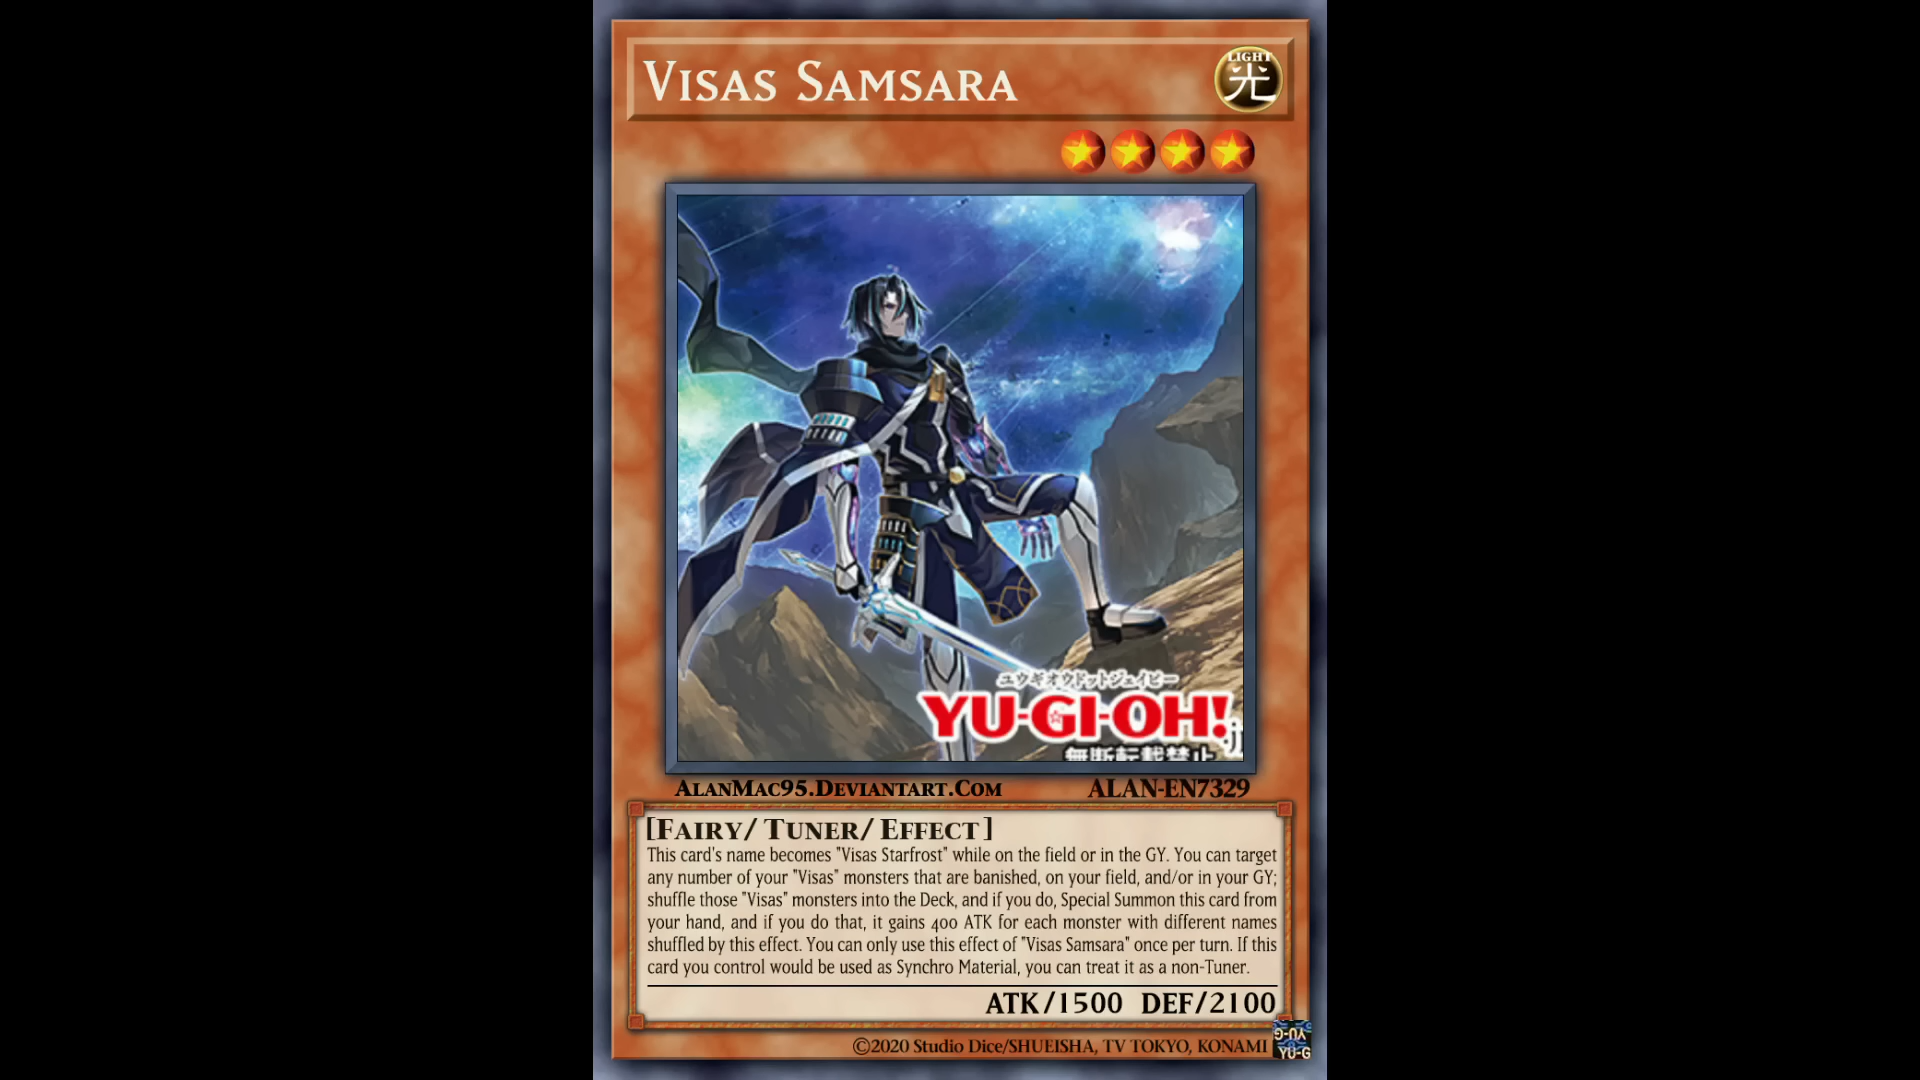 Visas Samsara
LIGHT
光
ユウギオウドットジェイピー
YU-GI-OH!
無断転載禁止
AlanMac95.Deviantart.Com
ALAN-EN7329
[Fairy/ Tuner/ Effect]
This card's name becomes "Visas Starfrost" while on the field or in the GY. You can target
any number of your "Visas" monsters that are banished, on your field, and/or in your GY;
shuffle those "Visas" monsters into the Deck, and if you do, Special Summon this card from
your hand, and if you do that, it gains 400 ATK for each monster with different names
shuffled by this effect. You can only use this effect of "Visas Samsara" once per turn. If this
card you control would be used as Synchro Material, you can treat it as a non-Tuner.
ATK/1500 DEF/2100
©2020 Studio Dice/SHUEISHA, TV TOKYO, KONAMI